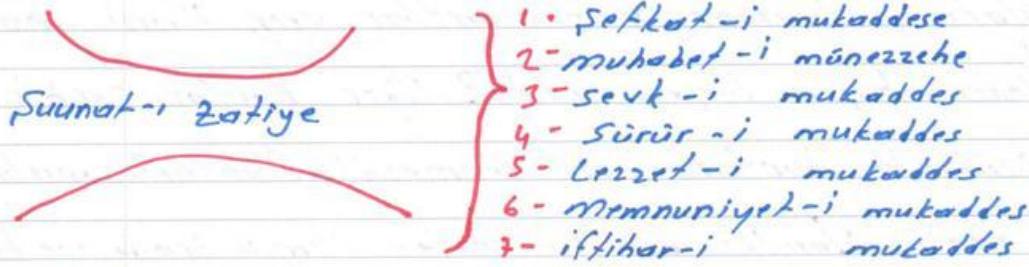 Şuunat-ı Zatiye
1. Şefkat-i mukaddese
2- muhabet-i münezzehe
3- şevk-i mukaddes
4- Sürür-i mukaddes
5- Lezzet-i mukaddes
6- memnuniyet-i mukaddes
7- iftihar-i mukaddes